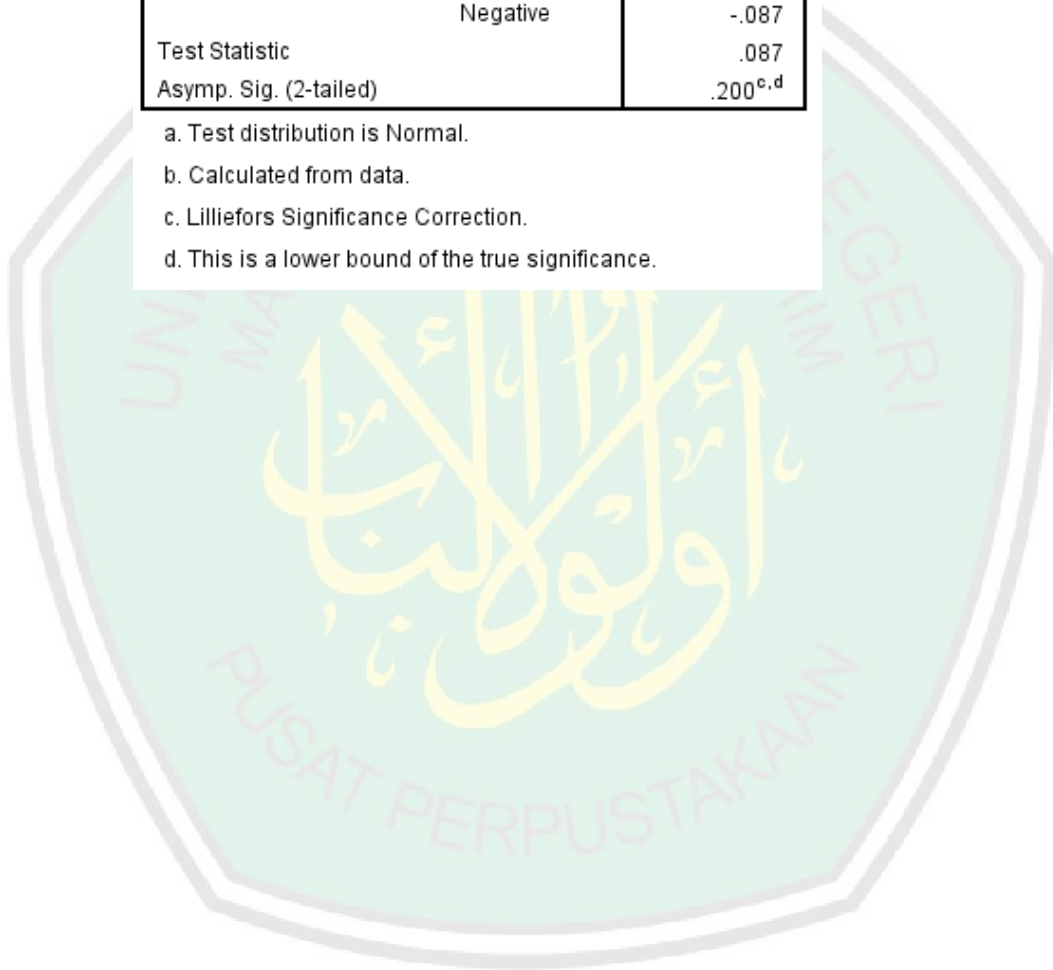 Negative -.087
Test Statistic .087
Asymp. Sig. (2-tailed) .200c,d
a. Test distribution is Normal.
b. Calculated from data.
c. Lilliefors Significance Correction.
d. This is a lower bound of the true significance.
PUSAT PERPUSTAKAAN